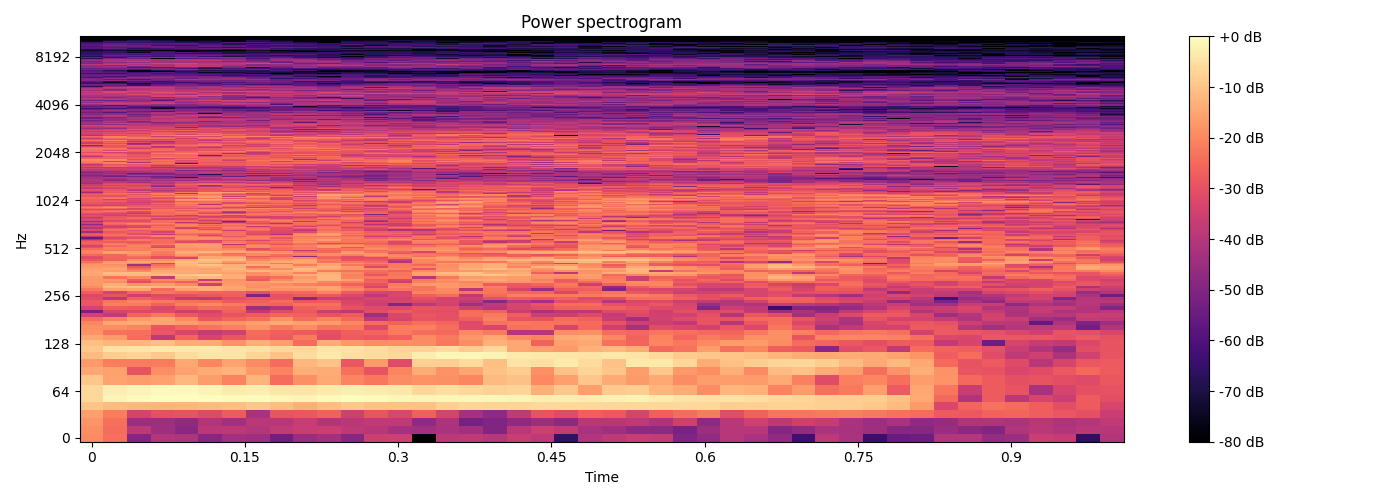 Power spectrogram
Hz
8192
4096
2048
1024
512
256
128
64
0
0 0.15 0.3 0.45 0.6 0.75 0.9
Time
+0 dB
-10 dB
-20 dB
-30 dB
-40 dB
-50 dB
-60 dB
-70 dB
-80 dB